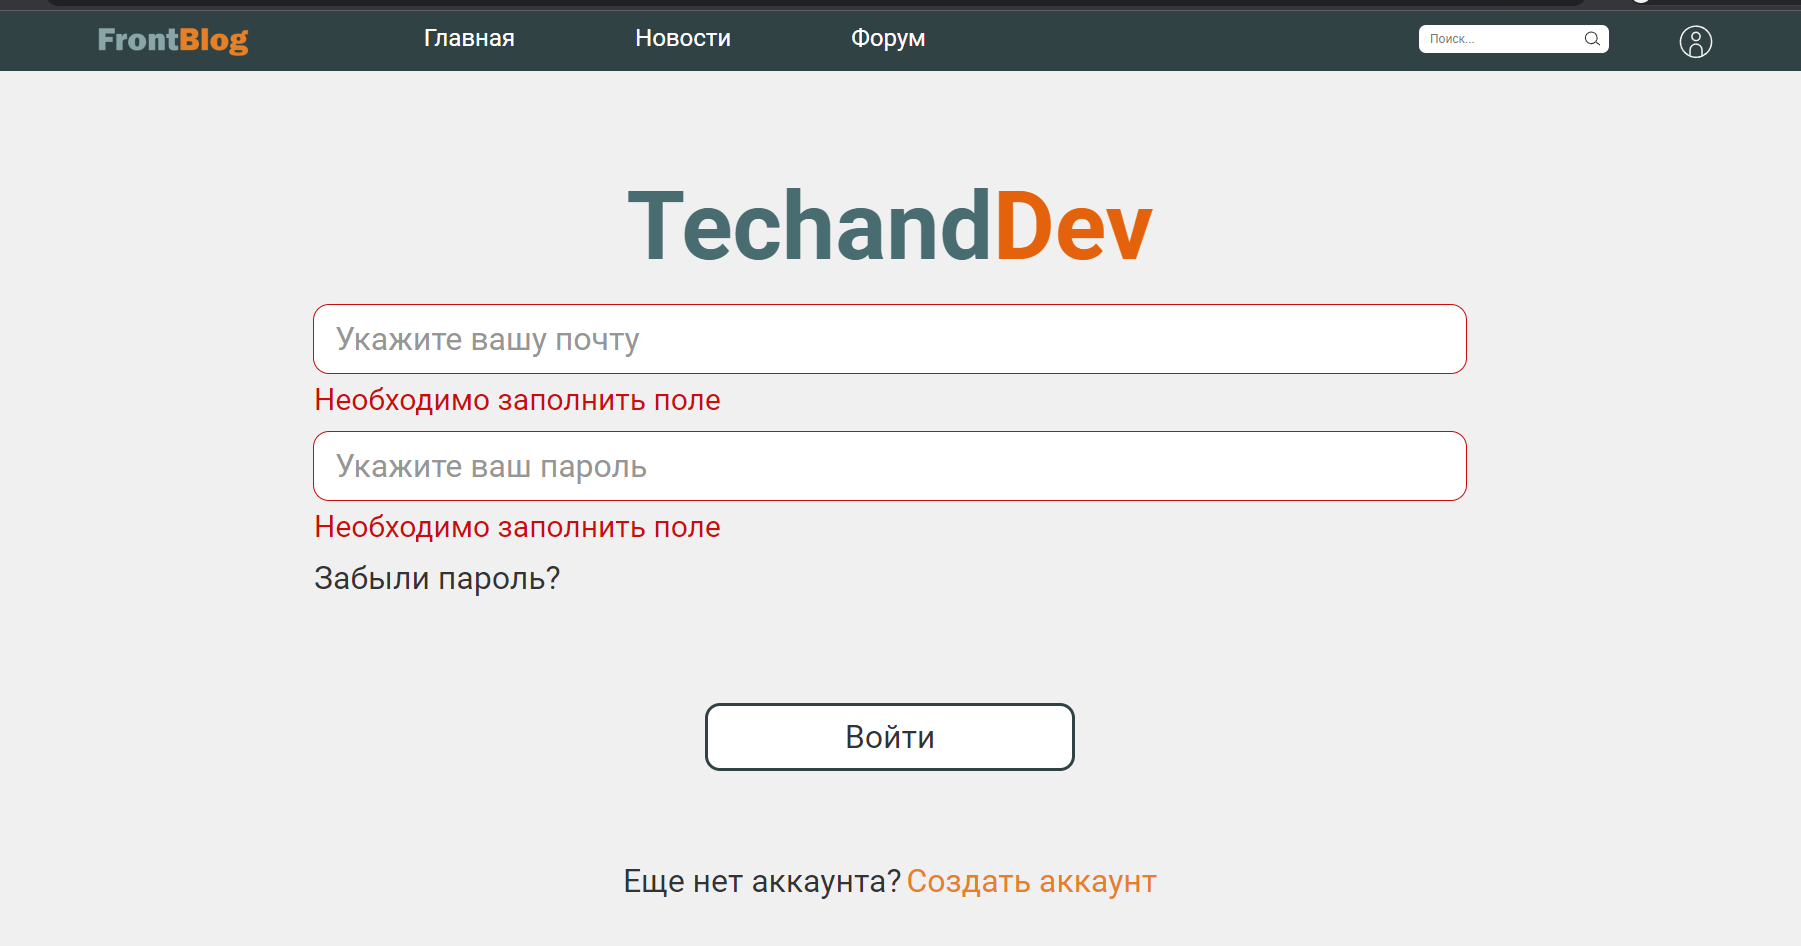 FrontBlog Главная Новости Форум Поиск...
TechandDev
Укажите вашу почту
Необходимо заполнить поле
Укажите ваш пароль
Необходимо заполнить поле
Забыли пароль?
Войти
Еще нет аккаунта? Создать аккаунт